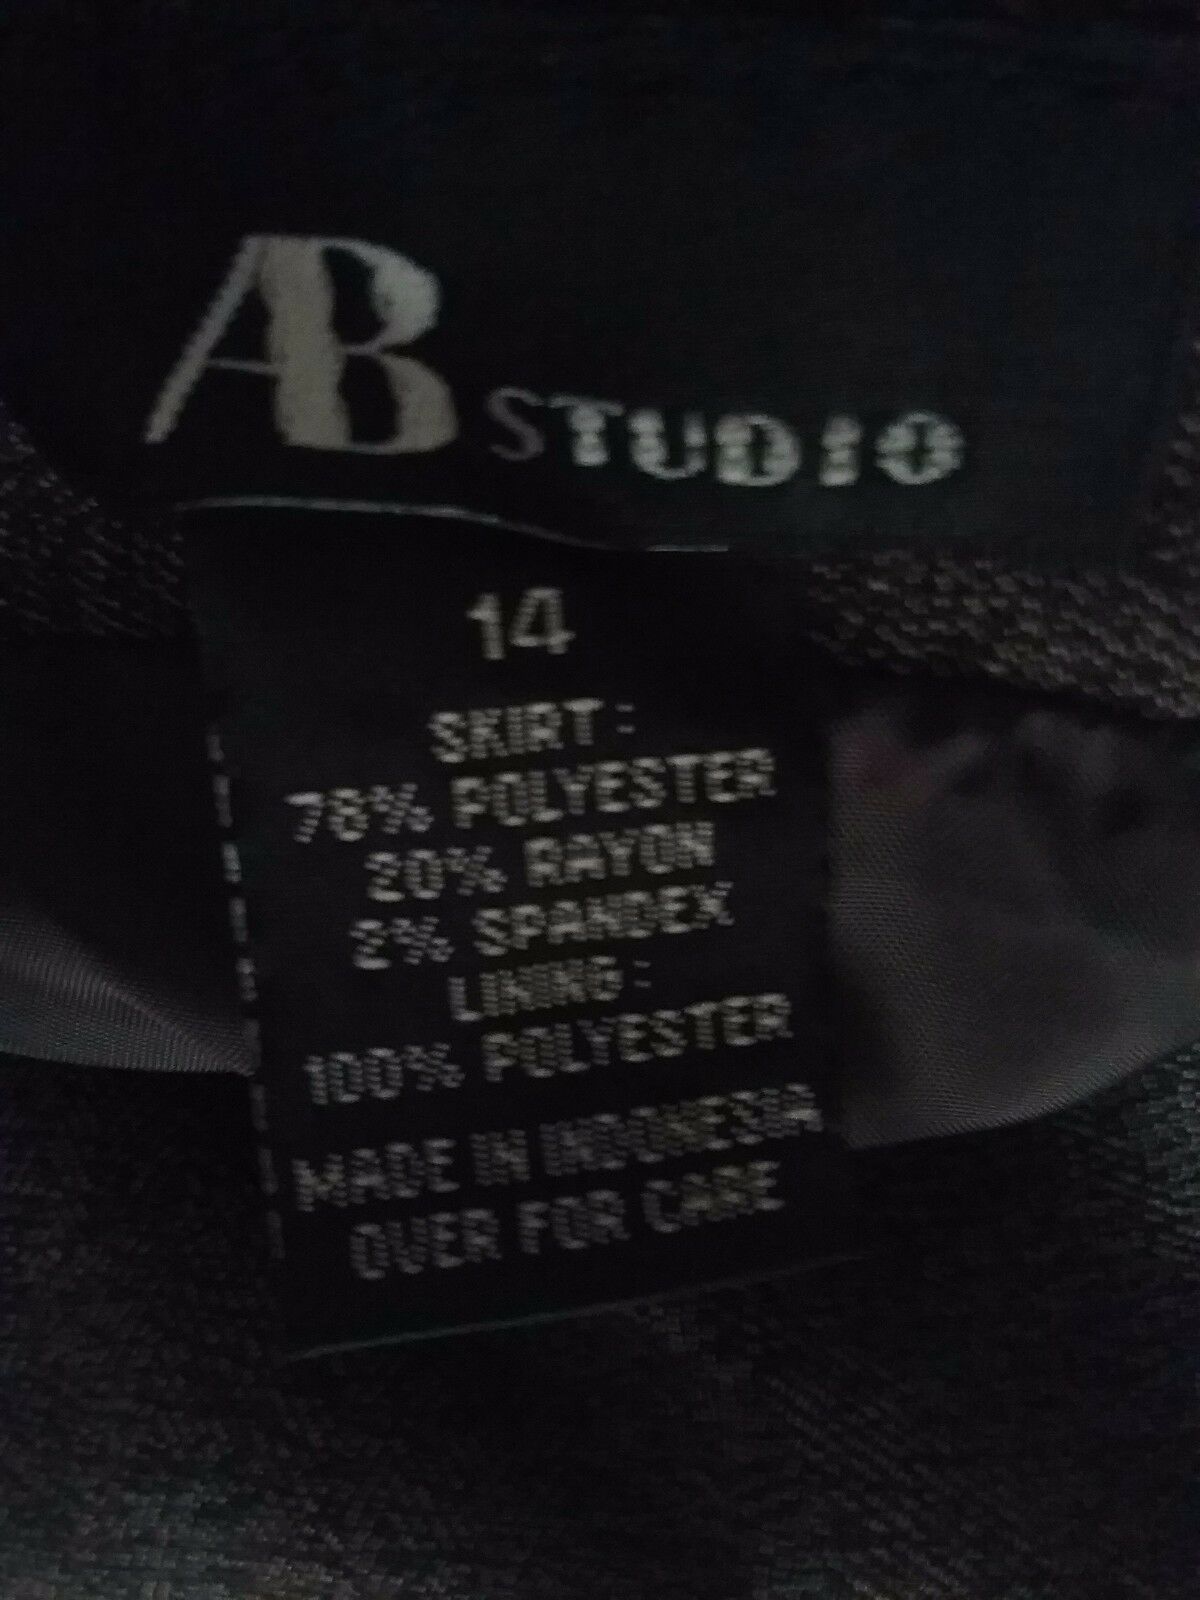 AB STUDIO
14
SKIRT:
78% POLYESTER
20% RAYON
2% SPANDEX
LINING:
100% POLYESTER
MADE IN INDONESIA
OVER FOR CARE